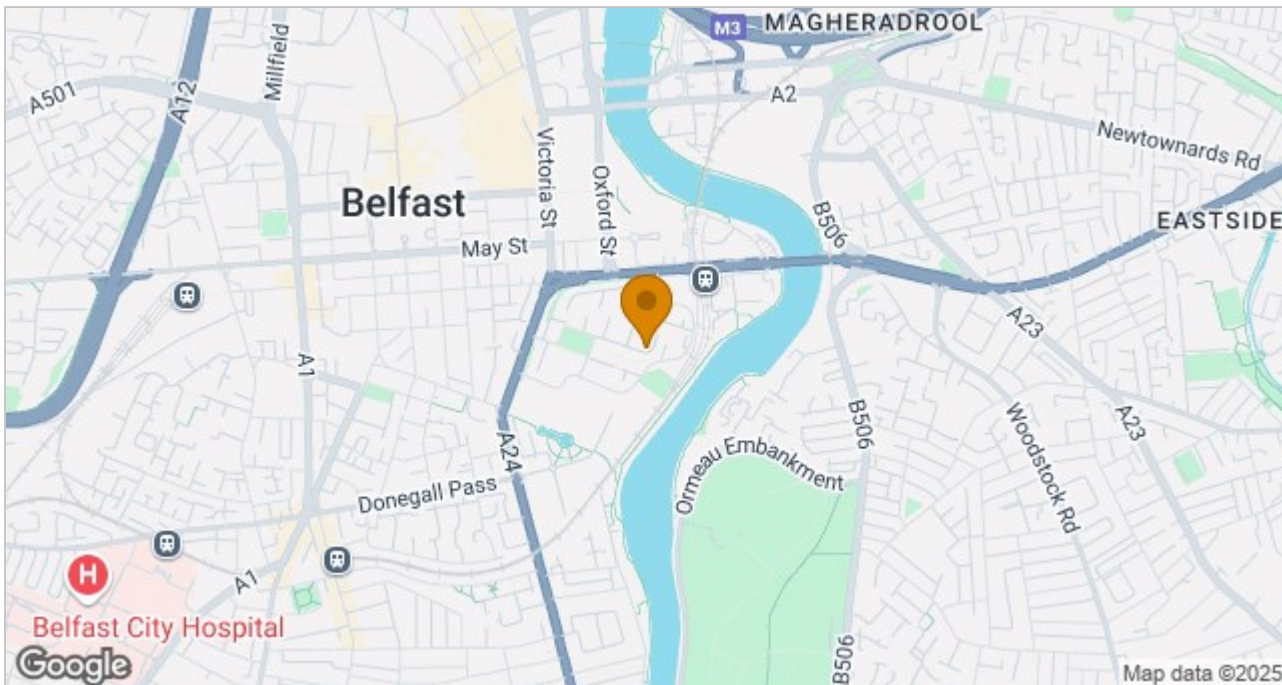 MAGHERADROOL
M3
Millfield
A501
A12
A2
Newtownards Rd
Victoria St
Oxford St
Belfast
B506
EASTSIDE
May St
A1
A23
A24
B506
Woodstock Rd
A23
Ormeau Embankment
Donegall Pass
A1
H
Belfast City Hospital
B506
Google
Map data ©2025